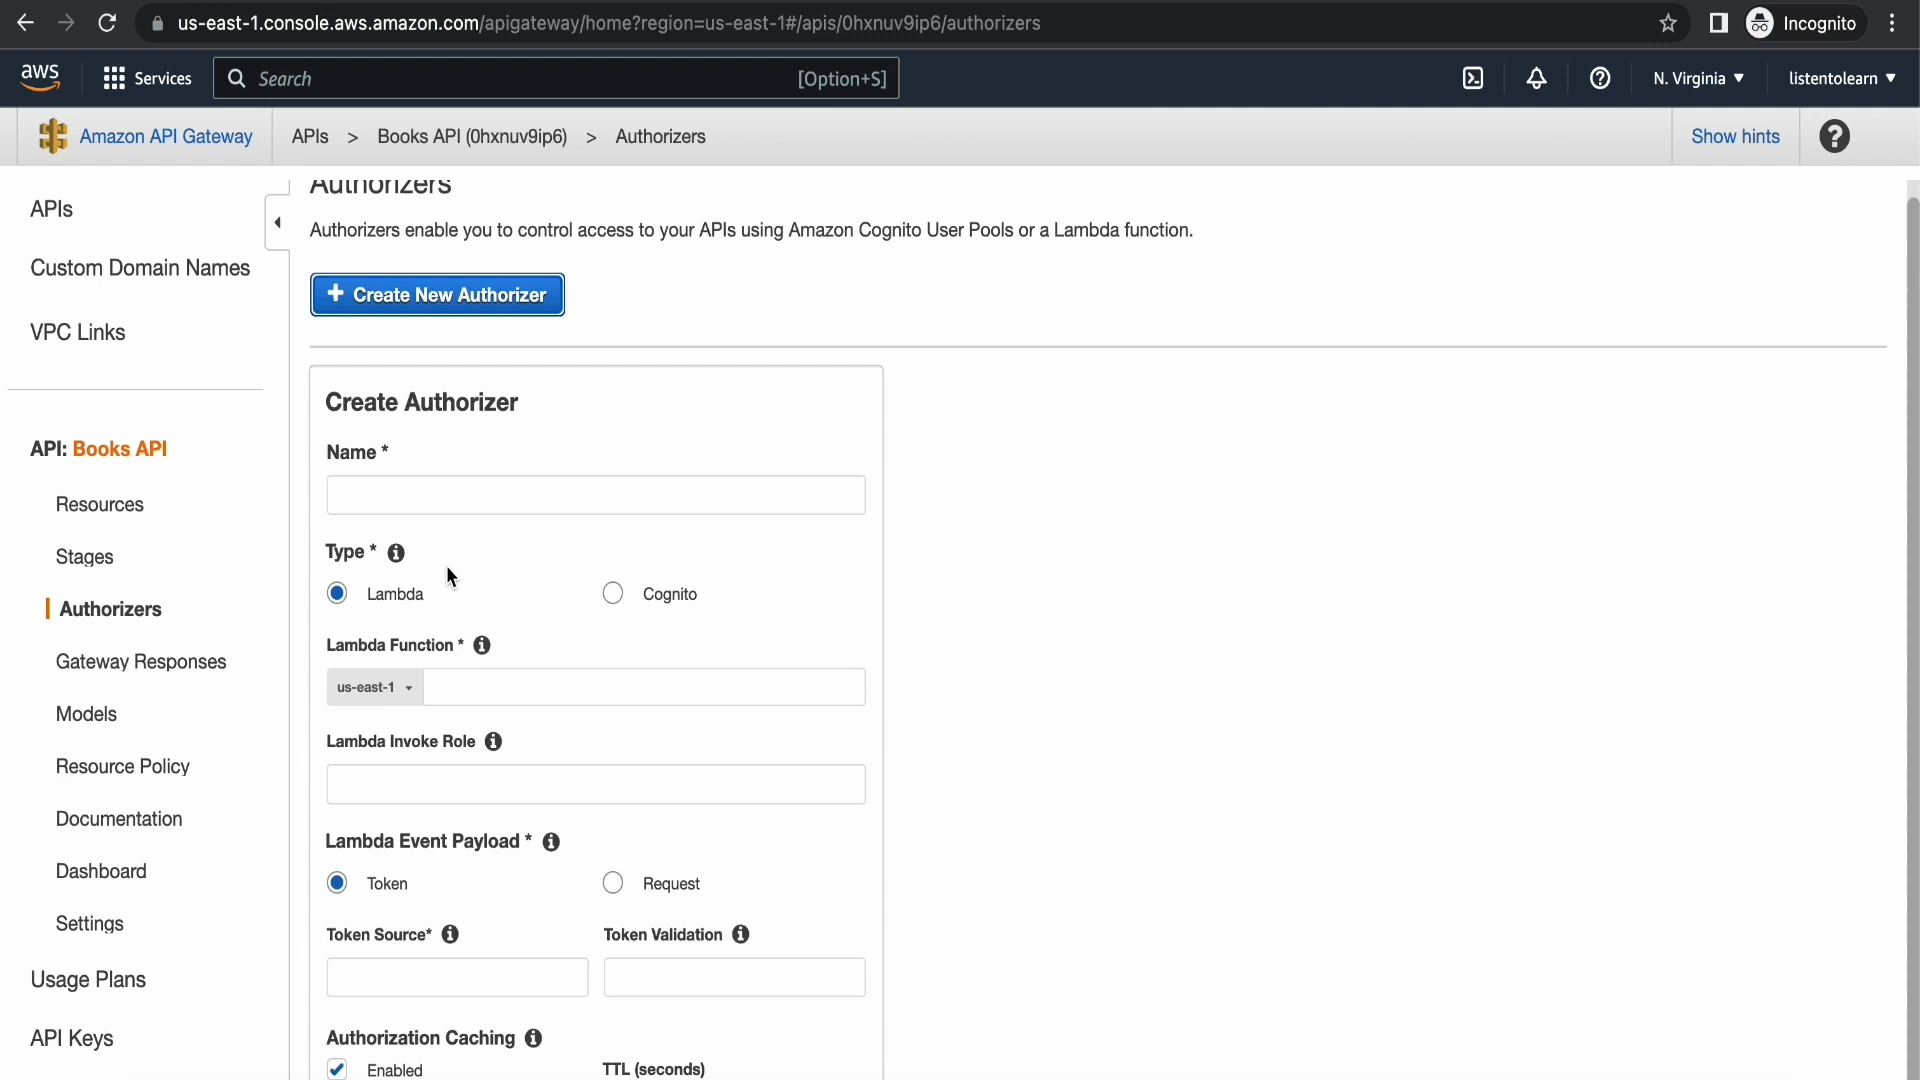 us-east-1.console.aws.amazon.com/apigateway/home?region=us-east-1#/apis/0hxnuv9ip6/authorizers
Incognito
aws
Services
Search
[Option+S]
N. Virginia
listentolearn
Amazon API Gateway
APIs > Books API (0hxnuv9ip6) > Authorizers
Show hints
APIs
Custom Domain Names
VPC Links
API: Books API
Resources
Stages
Authorizers
Gateway Responses
Models
Resource Policy
Documentation
Dashboard
Settings
Usage Plans
API Keys
Authorizers
Authorizers enable you to control access to your APIs using Amazon Cognito User Pools or a Lambda function.
+ Create New Authorizer
Create Authorizer
Name *
Type *
Lambda
Cognito
Lambda Function *
us-east-1
Lambda Invoke Role
Lambda Event Payload *
Token
Request
Token Source*
Token Validation
Authorization Caching
Enabled
TTL (seconds)